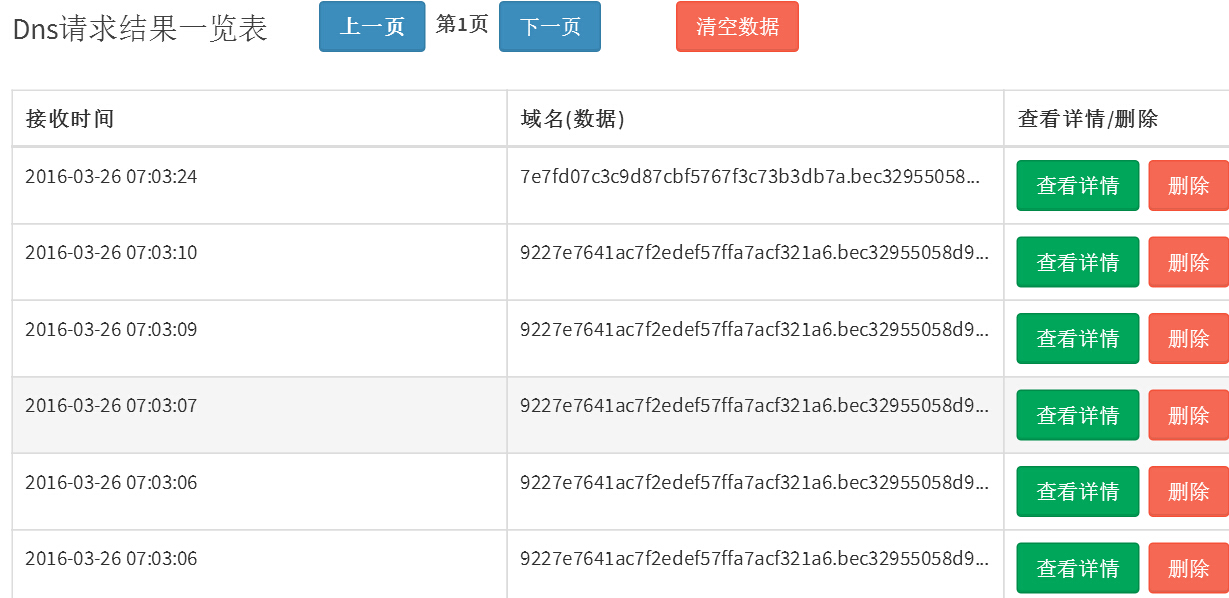 Dns请求结果一览表 上一页 第1页 下一页 清空数据
接收时间 域名(数据) 查看详情/删除
2016-03-26 07:03:24 7e7fd07c3c9d87cbf5767f3c73b3db7a.bec32955058... 查看详情 删除
2016-03-26 07:03:10 9227e7641ac7f2edef57ffa7acf321a6.bec32955058d9... 查看详情 删除
2016-03-26 07:03:09 9227e7641ac7f2edef57ffa7acf321a6.bec32955058d9... 查看详情 删除
2016-03-26 07:03:07 9227e7641ac7f2edef57ffa7acf321a6.bec32955058d9... 查看详情 删除
2016-03-26 07:03:06 9227e7641ac7f2edef57ffa7acf321a6.bec32955058d9... 查看详情 删除
2016-03-26 07:03:06 9227e7641ac7f2edef57ffa7acf321a6.bec32955058d9... 查看详情 删除